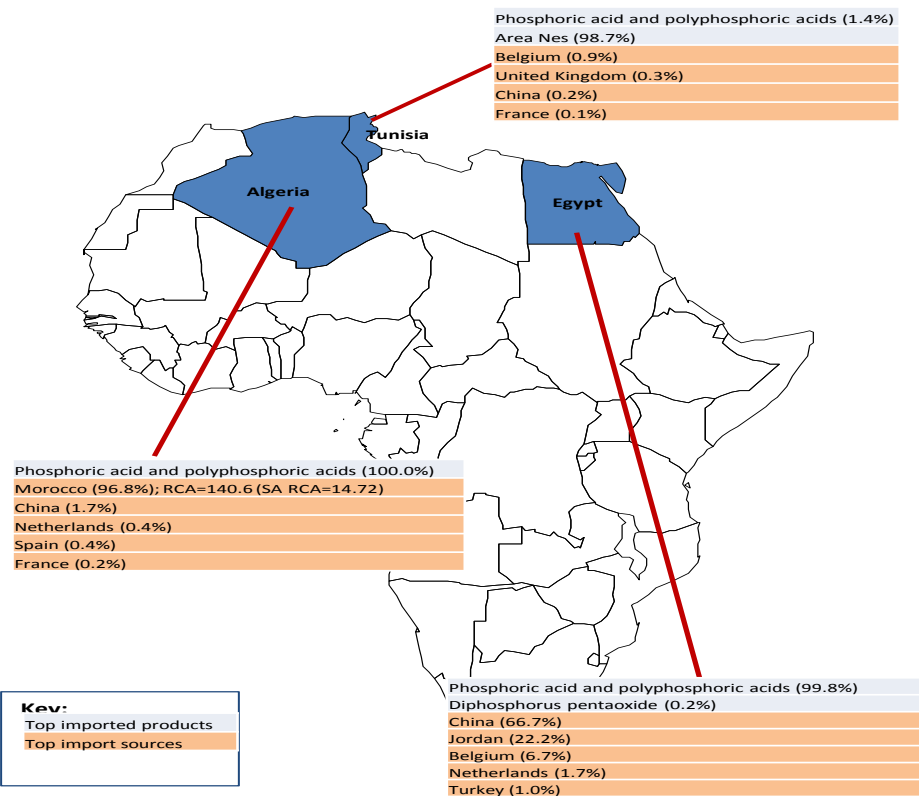 Phosphoric acid and polyphosphoric acids (1.4%)
Area Nes (98.7%)
Belgium (0.9%)
United Kingdom (0.3%)
China (0.2%)
France (0.1%)
Tunisia
Algeria
Egypt
Phosphoric acid and polyphosphoric acids (100.0%)
Morocco (96.8%); RCA=140.6 (SA RCA=14.72)
China (1.7%)
Netherlands (0.4%)
Spain (0.4%)
France (0.2%)
Phosphoric acid and polyphosphoric acids (99.8%)
Diphosphorus pentaoxide (0.2%)
China (66.7%)
Jordan (22.2%)
Belgium (6.7%)
Netherlands (1.7%)
Turkey (1.0%)
Key:
Top imported products
Top import sources